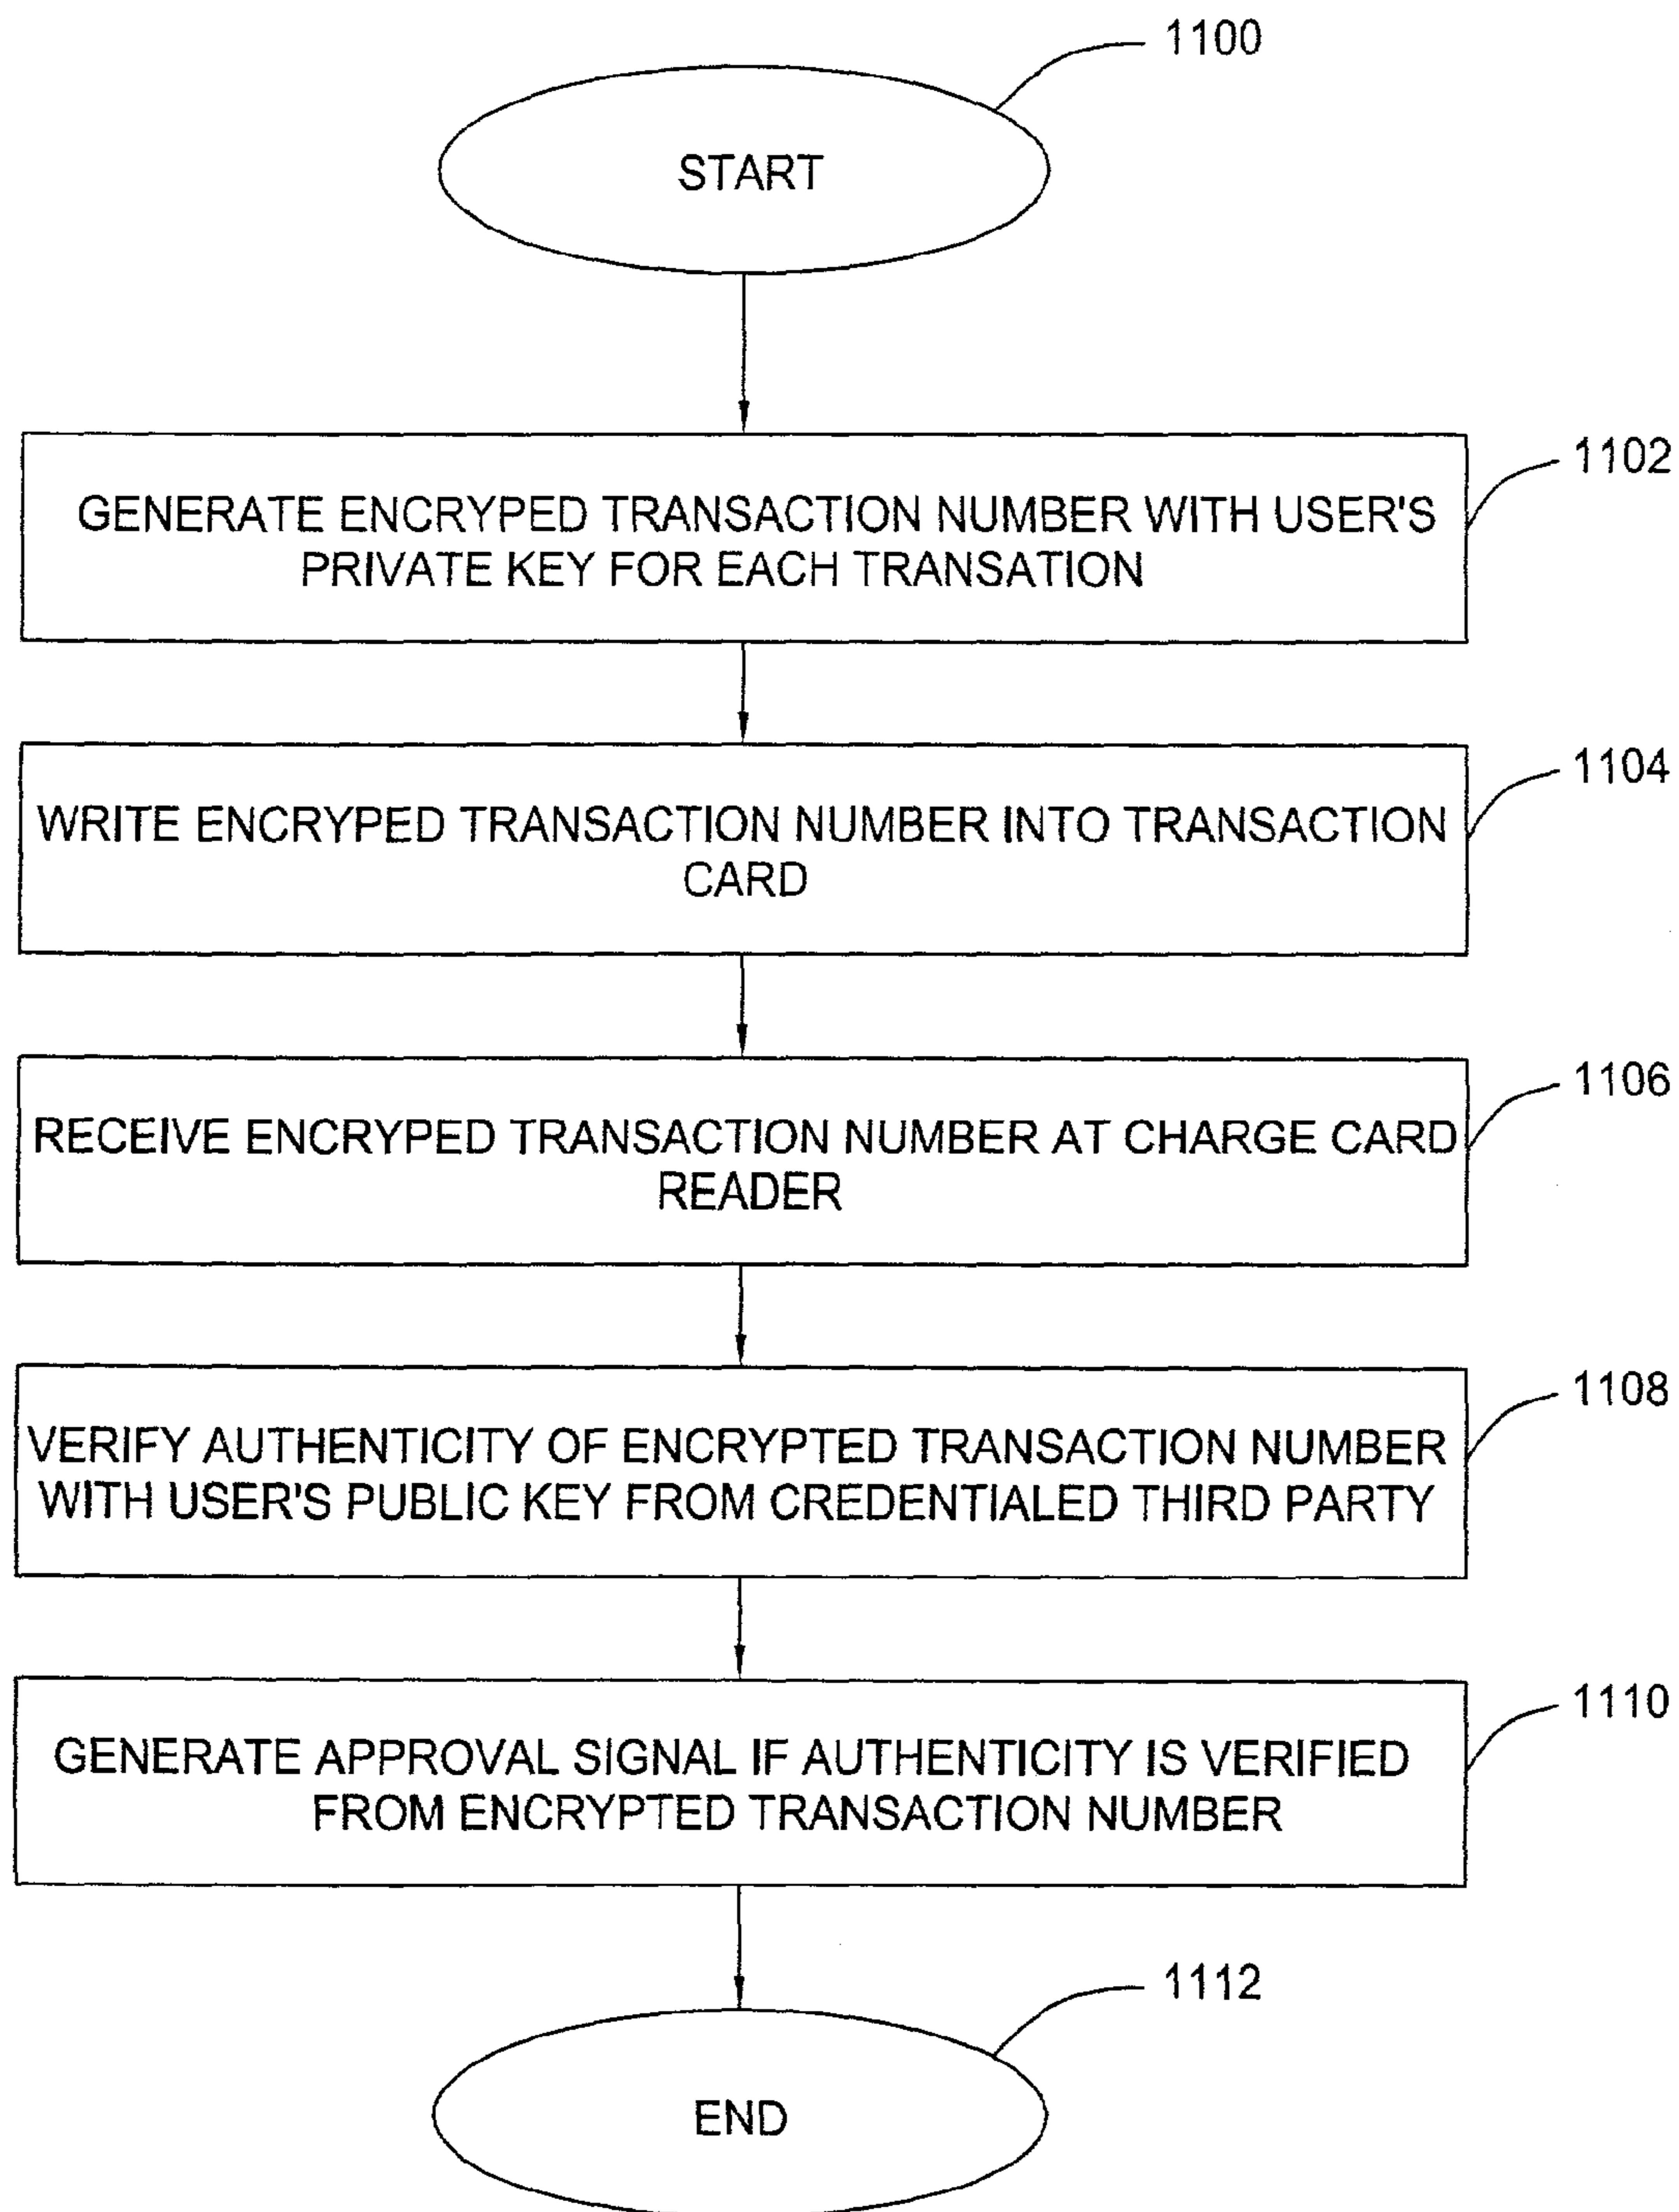 1100
START
1102
GENERATE ENCRYPED TRANSACTION NUMBER WITH USER'S
PRIVATE KEY FOR EACH TRANSATION
1104
WRITE ENCRYPED TRANSACTION NUMBER INTO TRANSACTION
CARD
1106
RECEIVE ENCRYPED TRANSACTION NUMBER AT CHARGE CARD
READER
1108
VERIFY AUTHENTICITY OF ENCRYPTED TRANSACTION NUMBER
WITH USER'S PUBLIC KEY FROM CREDENTIALED THIRD PARTY
1110
GENERATE APPROVAL SIGNAL IF AUTHENTICITY IS VERIFIED
FROM ENCRYPTED TRANSACTION NUMBER
1112
END